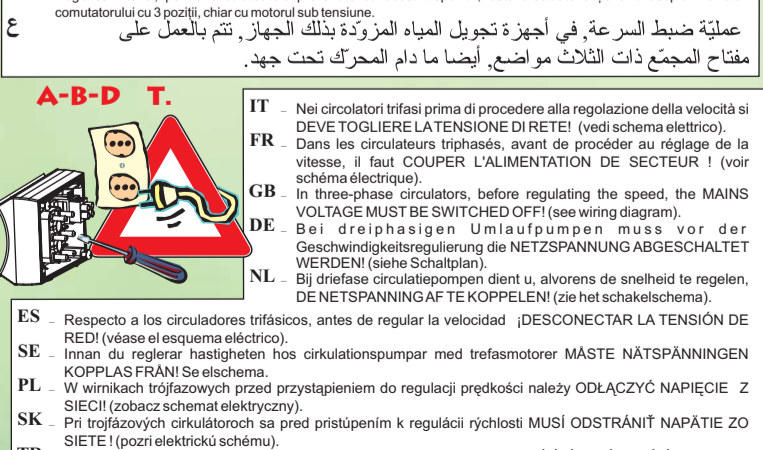 comutatorului cu 3 poziții, chiar cu motorul sub tensiune.
ع عمليّة ضبط السرعة, في أجهزة تجويل المياه المزوّدة بذلك الجهاز, تتم بالعمل على
مفتاح المجمّع ذات الثلاث مواضع, أيضا ما دام المحرّك تحت جهد.
A-B-D T.
IT – Nei circolatori trifasi prima di procedere alla regolazione della velocità si
DEVE TOGLIERE LA TENSIONE DI RETE! (vedi schema elettrico).
FR – Dans les circulateurs triphasés, avant de procéder au réglage de la
vitesse, il faut COUPER L'ALIMENTATION DE SECTEUR ! (voir
schéma électrique).
GB – In three-phase circulators, before regulating the speed, the MAINS
VOLTAGE MUST BE SWITCHED OFF! (see wiring diagram).
DE – Bei dreiphasigen Umlaufpumpen muss vor der
Geschwindigkeitsregulierung die NETZSPANNUNG ABGESCHALTET
WERDEN! (siehe Schaltplan).
NL – Bij driefase circulatiepompen dient u, alvorens de snelheid te regelen,
DE NETSPANNING AF TE KOPPELEN! (zie het schakelschema).
ES – Respecto a los circuladores trifásicos, antes de regular la velocidad ¡DESCONECTAR LA TENSIÓN DE
RED! (véase el esquema eléctrico).
SE – Innan du reglerar hastigheten hos cirkulationspumpar med trefasmotorer MÅSTE NÄTSPÄNNINGEN
KOPPLAS FRÅN! Se elschema.
PL – W wirnikach trójfazowych przed przystąpieniem do regulacji prędkości należy ODŁĄCZYĆ NAPIĘCIE Z
SIECI! (zobacz schemat elektryczny).
SK – Pri trojfázových cirkulátoroch sa pred pristúpením k regulácii rýchlosti MUSÍ ODSTRÁNIŤ NAPÄTIE ZO
SIETE ! (pozri elektrickú schému).